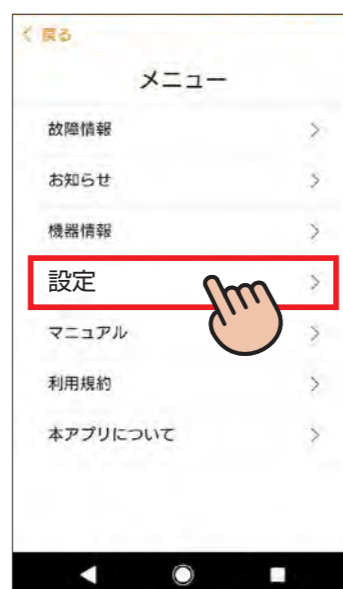 戻る
メニュー
故障情報
お知らせ
機器情報
設定
マニュアル
利用規約
本アプリについて